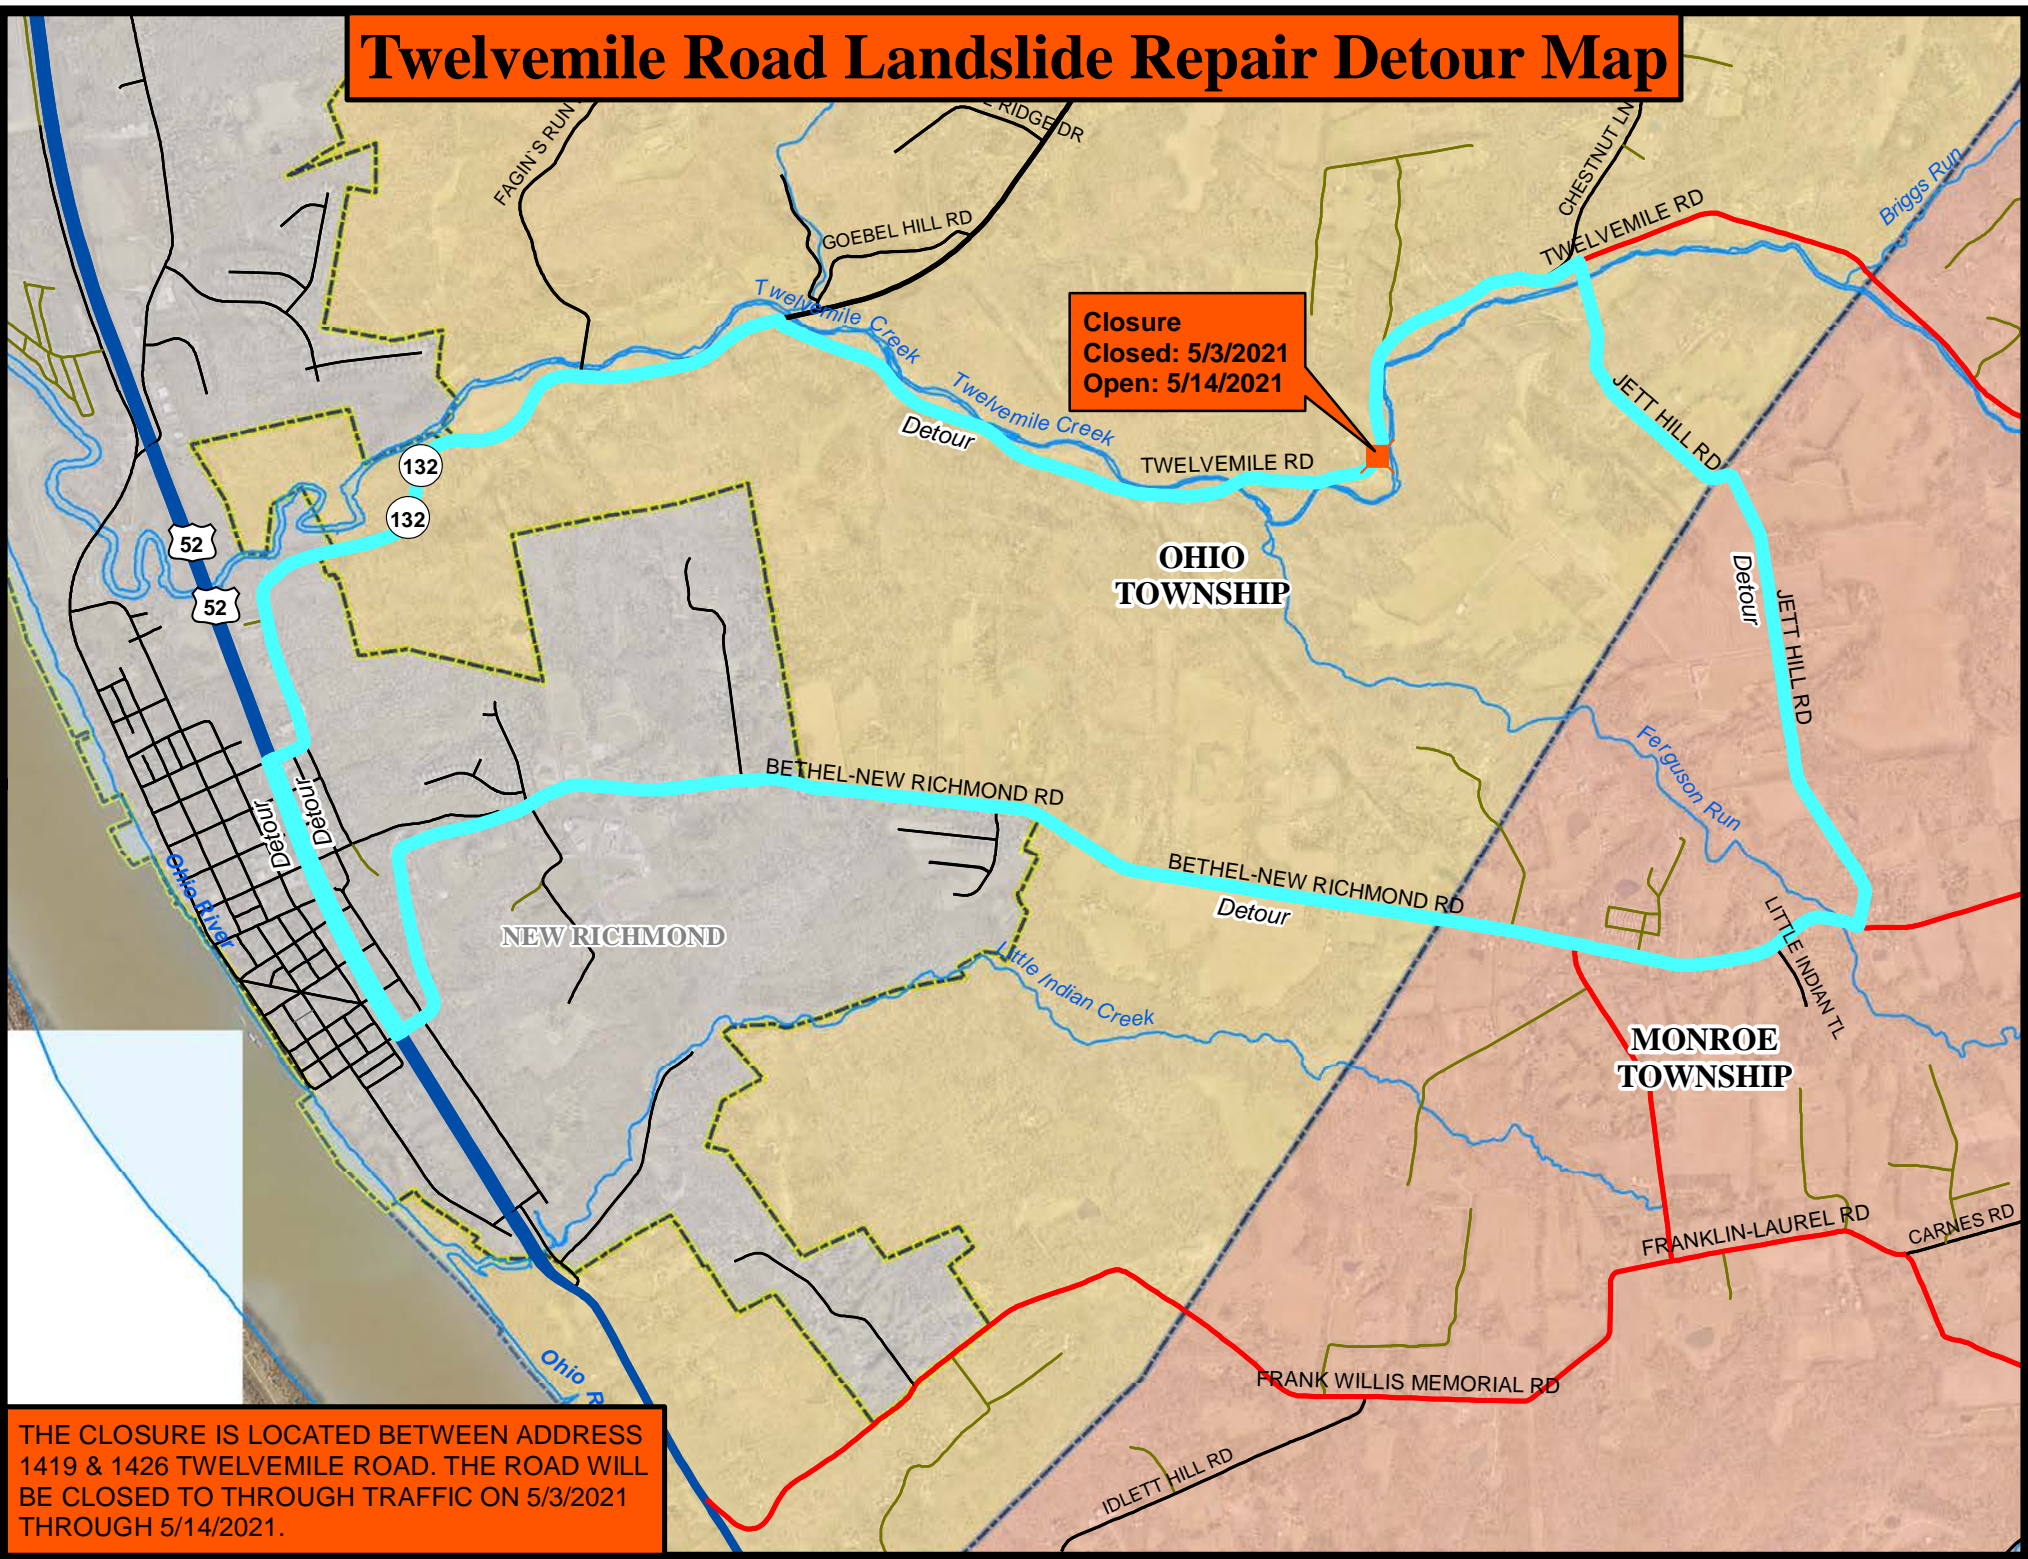 Twelvemile Road Landslide Repair Detour Map
FAGIN`S RUN
RIDGE DR
CHESTNUT LN
Briggs Run
GOEBEL HILL RD
TWELVEMILE RD
Twelvemile Creek
Closure
Closed: 5/3/2021
Open: 5/14/2021
Twelvemile Creek
JETT HILL RD
Detour
TWELVEMILE RD
132
132
52
52
OHIO
TOWNSHIP
Detour
JETT HILL RD
Ferguson Run
Detour
Detour
BETHEL-NEW RICHMOND RD
BETHEL-NEW RICHMOND RD
Detour
Ohio River
NEW RICHMOND
LITTLE INDIAN TL
Little Indian Creek
MONROE
TOWNSHIP
FRANKLIN-LAUREL RD
CARNES RD
Ohio R
FRANK WILLIS MEMORIAL RD
IDLETT HILL RD
THE CLOSURE IS LOCATED BETWEEN ADDRESS
1419 & 1426 TWELVEMILE ROAD. THE ROAD WILL
BE CLOSED TO THROUGH TRAFFIC ON 5/3/2021
THROUGH 5/14/2021.